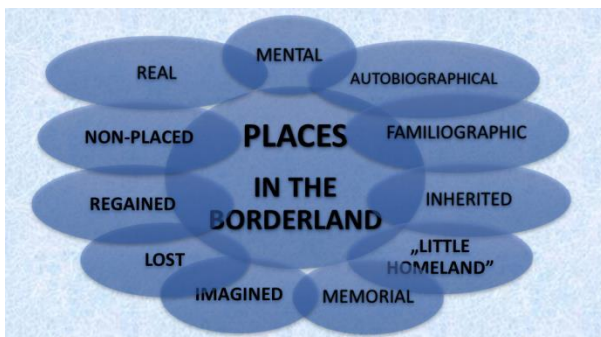 MENTAL
REAL
AUTOBIOGRAPHICAL
NON-PLACED
PLACES
FAMILIOGRAPHIC
IN THE
BORDERLAND
REGAINED
INHERITED
LOST
„LITTLE
HOMELAND”
IMAGINED
MEMORIAL